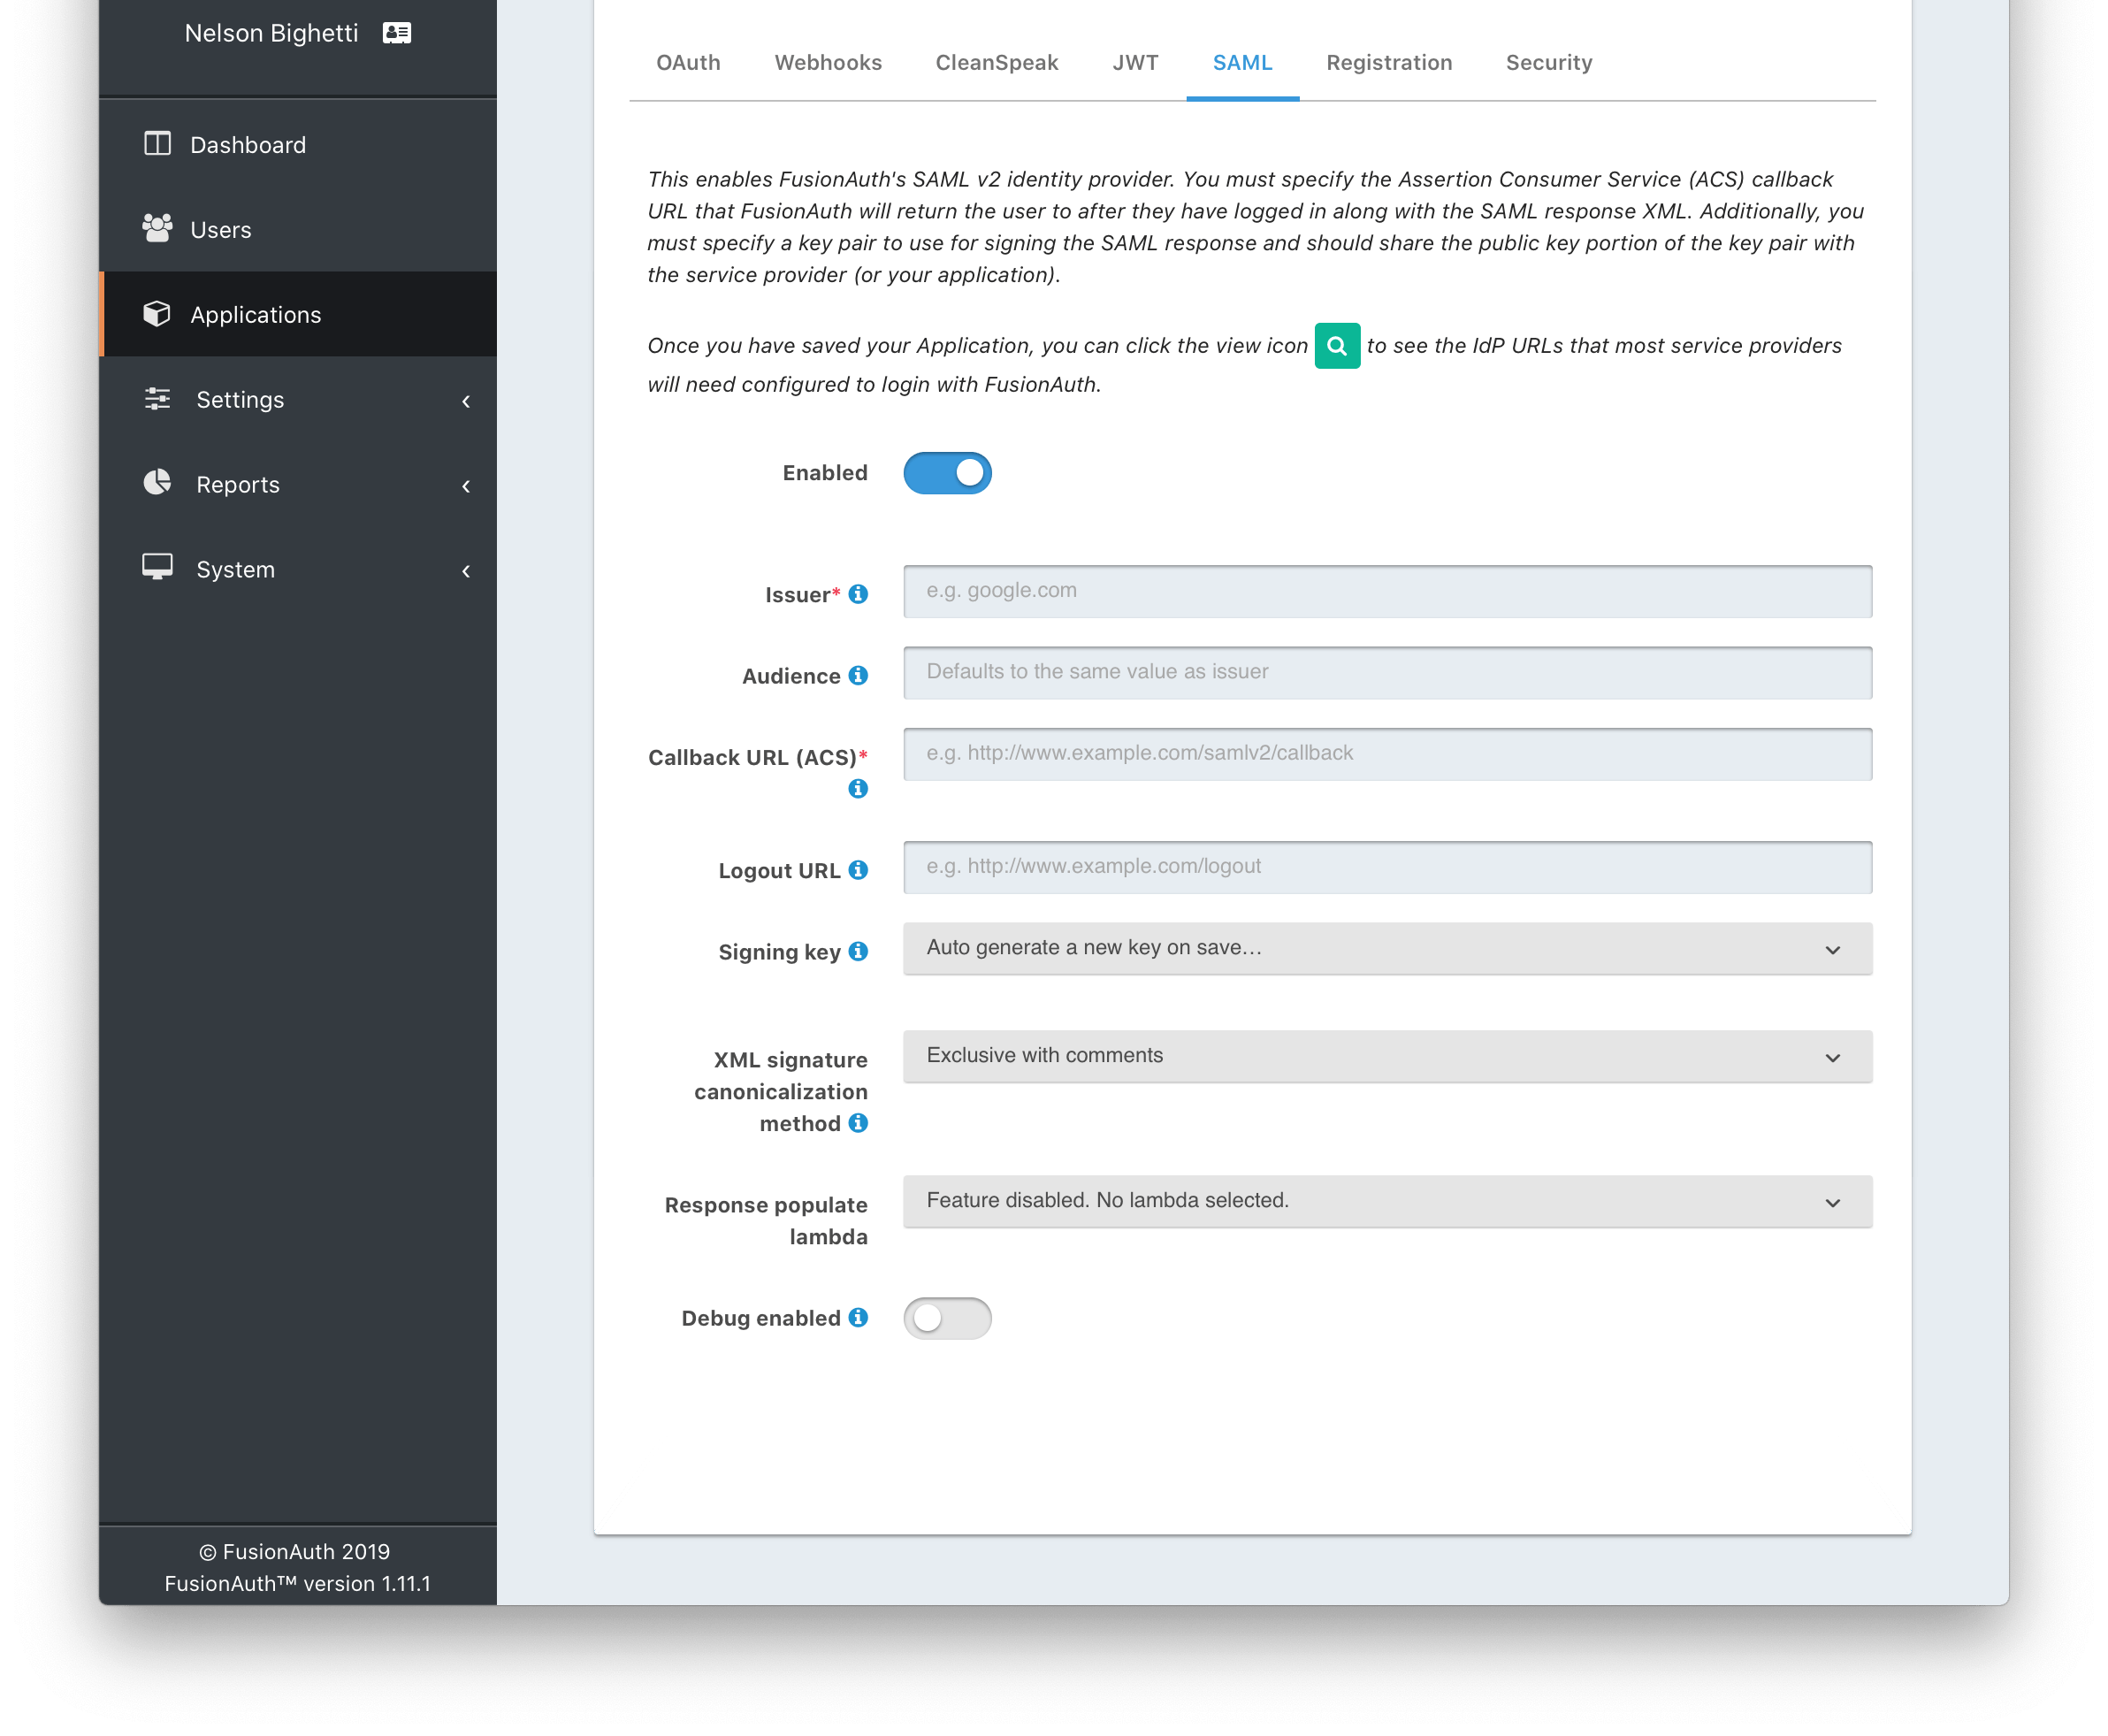 Nelson Bighetti
OAuth Webhooks CleanSpeak JWT SAML Registration Security
Dashboard
Users
Applications
Settings
Reports
System
This enables FusionAuth's SAML v2 identity provider. You must specify the Assertion Consumer Service (ACS) callback
URL that FusionAuth will return the user to after they have logged in along with the SAML response XML. Additionally, you
must specify a key pair to use for signing the SAML response and should share the public key portion of the key pair with
the service provider (or your application).
Once you have saved your Application, you can click the view icon to see the IdP URLs that most service providers
will need configured to login with FusionAuth.
Enabled
Issuer* e.g. google.com
Audience Defaults to the same value as issuer
Callback URL (ACS)* e.g. http://www.example.com/samlv2/callback
Logout URL e.g. http://www.example.com/logout
Signing key Auto generate a new key on save...
XML signature Exclusive with comments
canonicalization
method
Response populate Feature disabled. No lambda selected.
lambda
Debug enabled
© FusionAuth 2019
FusionAuth™ version 1.11.1